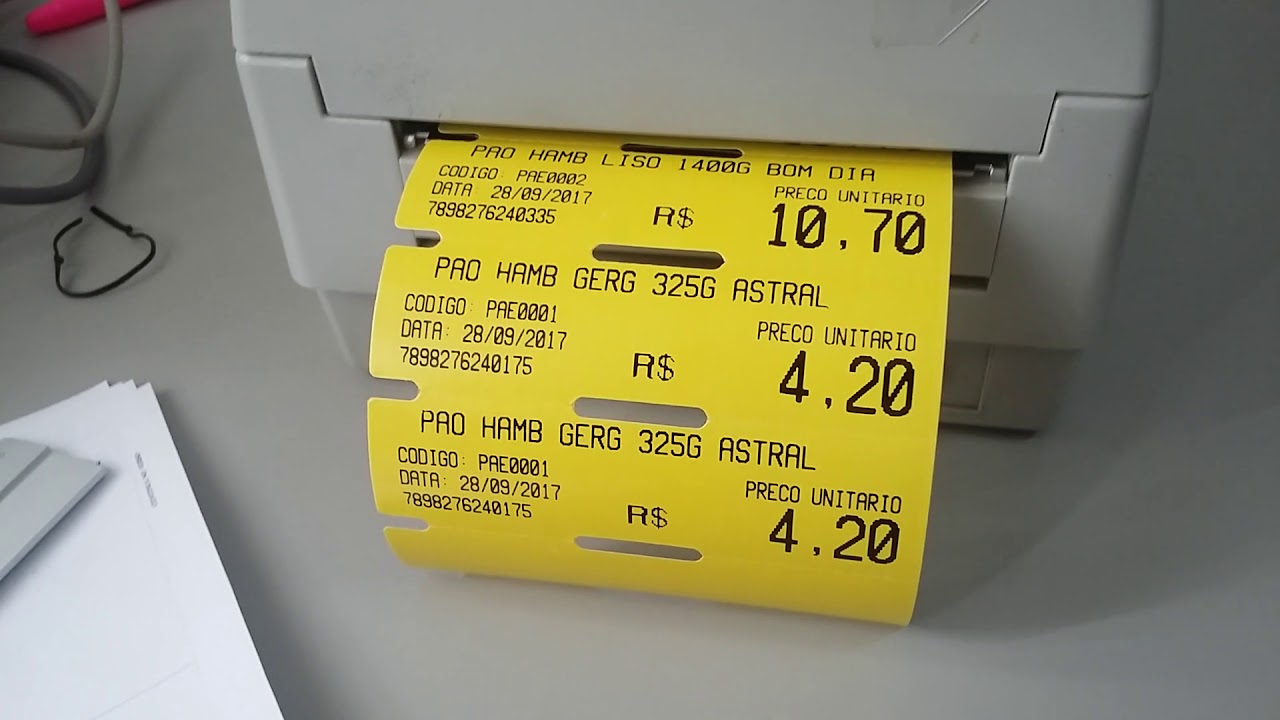 PAO HAMB LISO 1400G BOM DIA
CODIGO: PAE0002
DATA: 28/09/2017
7898276240335
R$
PRECO UNITARIO
10,70
PAO HAMB GERG 325G ASTRAL
CODIGO: PAE0001
DATA: 28/09/2017
7898276240175
R$
PRECO UNITARIO
4,20
PAO HAMB GERG 325G ASTRAL
CODIGO: PAE0001
DATA: 28/09/2017
7898276240175
R$
PRECO UNITARIO
4,20